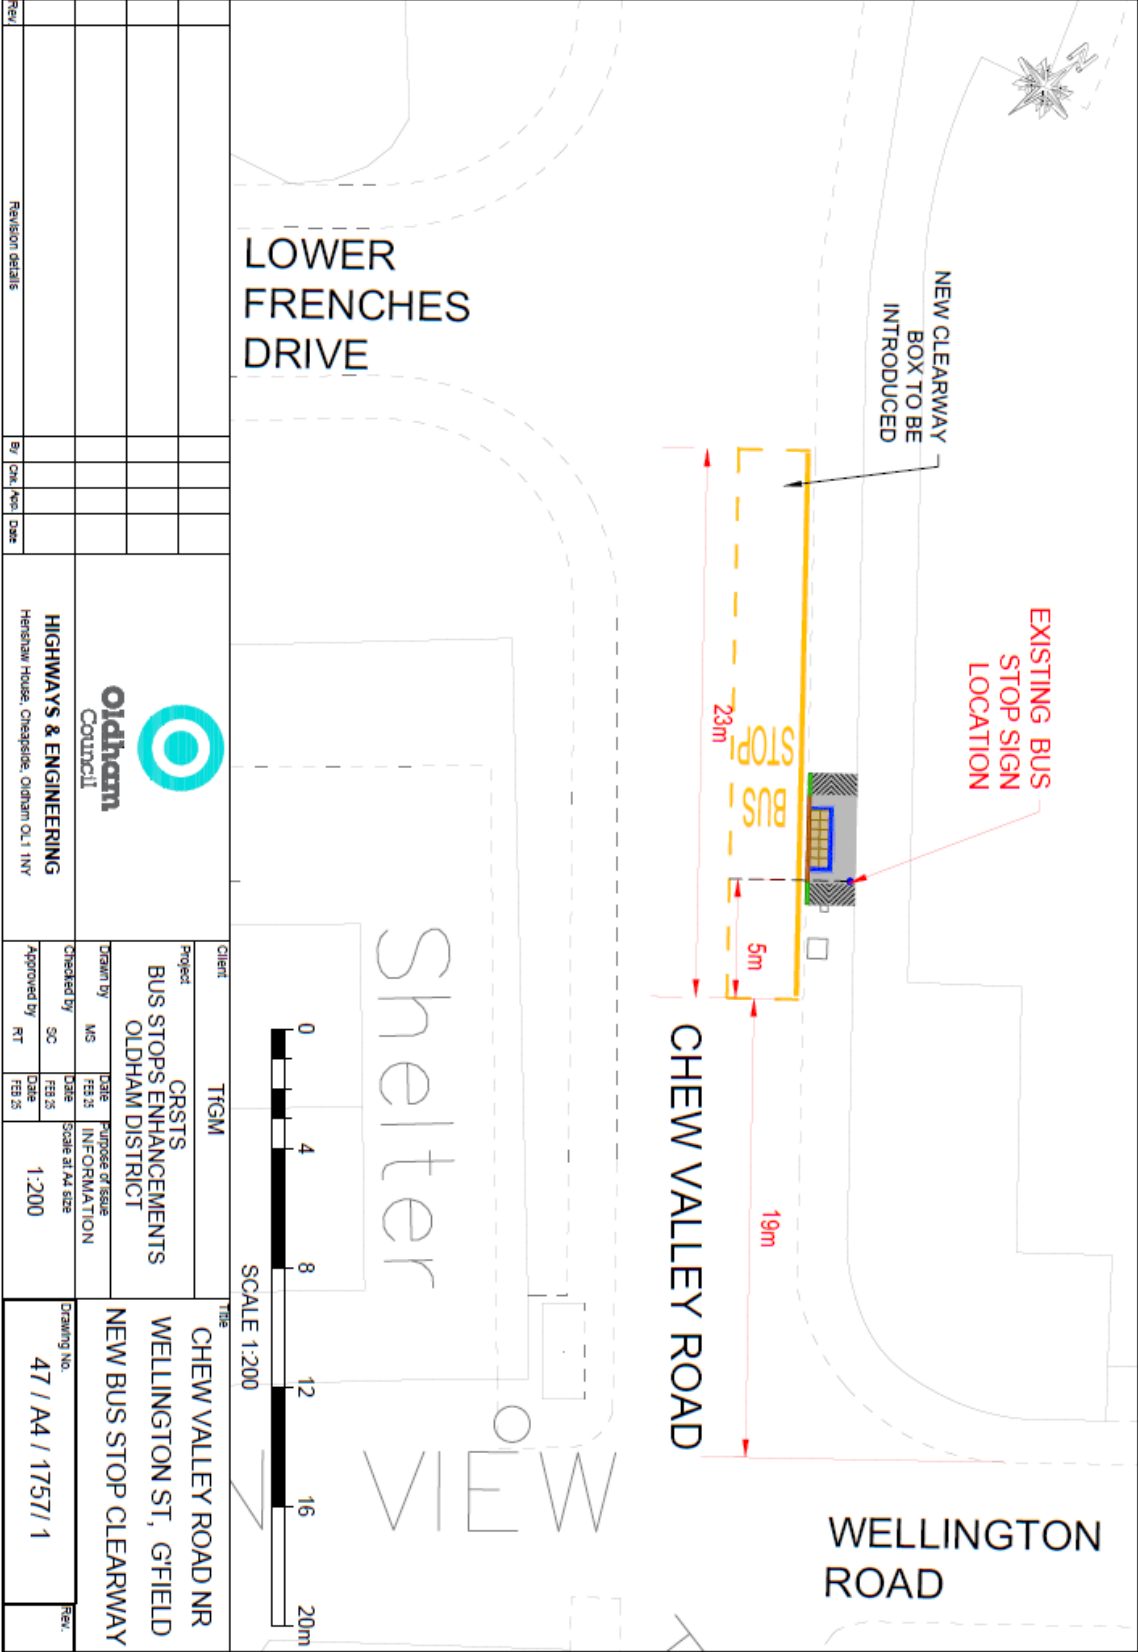 NEW CLEARWAY
BOX TO BE
INTRODUCED
EXISTING BUS
STOP SIGN
LOCATION
N
LOWER
FRENCHES
DRIVE
23m
BUS
STOP
5m
19m
CHEW VALLEY ROAD
WELLINGTON
ROAD
Shelter
VIEW
0
4
8
12
16
20m
SCALE 1:200
Rev.
Revision details
By
Chk.
App.
Date
Oldham
Council
HIGHWAYS & ENGINEERING
Henshaw House, Cheapside, Oldham OL1 1NY
Client
TfGM
Project
CRSTS
BUS STOPS ENHANCEMENTS
OLDHAM DISTRICT
Drawn by
MS
Date
FEB 25
Purpose of issue
INFORMATION
Checked by
SC
Date
FEB 25
Scale at A4 size
1:200
Approved by
RT
Date
FEB 25
Title
CHEW VALLEY ROAD NR
WELLINGTON ST, G'FIELD
NEW BUS STOP CLEARWAY
Drawing No.
47 / A4 / 1757/ 1
Rev.